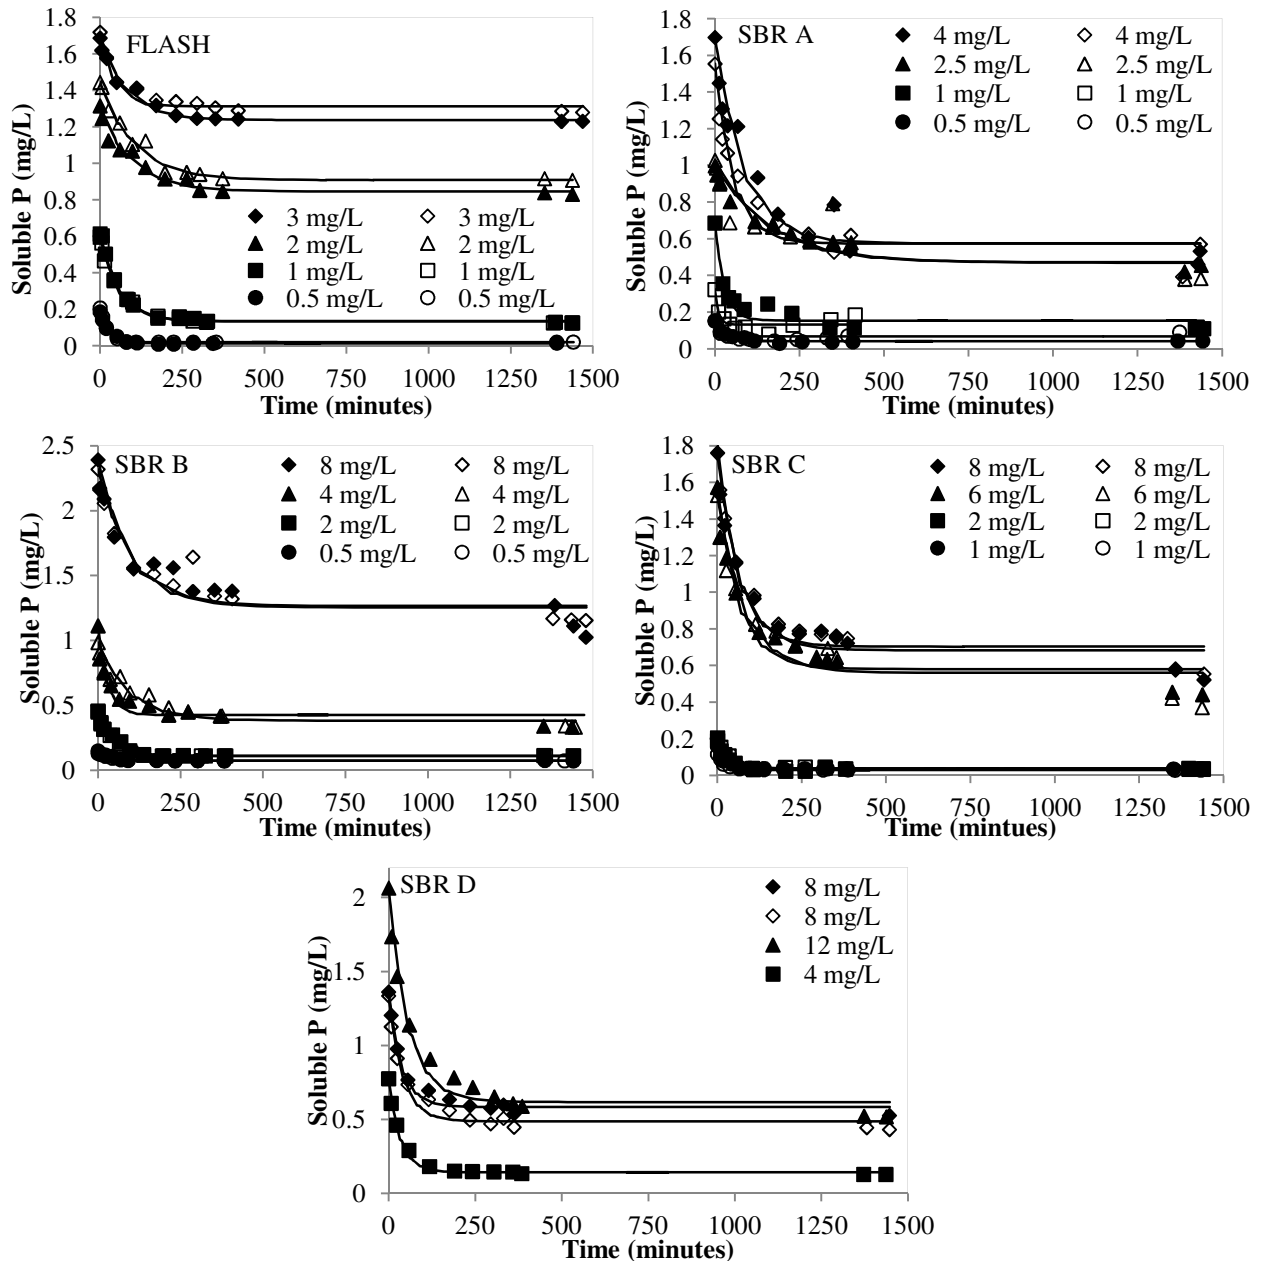 FLASH
Soluble P (mg/L)
1.8
1.6
1.4
1.2
1
0.8
0.6
0.4
0.2
0
3 mg/L 3 mg/L
2 mg/L 2 mg/L
1 mg/L 1 mg/L
0.5 mg/L 0.5 mg/L
0 250 500 750 1000 1250 1500
Time (minutes)
SBR A
Soluble P (mg/L)
1.8
1.6
1.4
1.2
1
0.8
0.6
0.4
0.2
0
4 mg/L 4 mg/L
2.5 mg/L 2.5 mg/L
1 mg/L 1 mg/L
0.5 mg/L 0.5 mg/L
0 250 500 750 1000 1250 1500
Time (minutes)
SBR B
Soluble P (mg/L)
2.5
2
1.5
1
0.5
0
8 mg/L 8 mg/L
4 mg/L 4 mg/L
2 mg/L 2 mg/L
0.5 mg/L 0.5 mg/L
0 250 500 750 1000 1250 1500
Time (minutes)
SBR C
Soluble P (mg/L)
1.8
1.6
1.4
1.2
1
0.8
0.6
0.4
0.2
0
8 mg/L 8 mg/L
6 mg/L 6 mg/L
2 mg/L 2 mg/L
1 mg/L 1 mg/L
0 250 500 750 1000 1250 1500
Time (mintues)
SBR D
Soluble P (mg/L)
2
1.5
1
0.5
0
8 mg/L
8 mg/L
12 mg/L
4 mg/L
0 250 500 750 1000 1250 1500
Time (minutes)